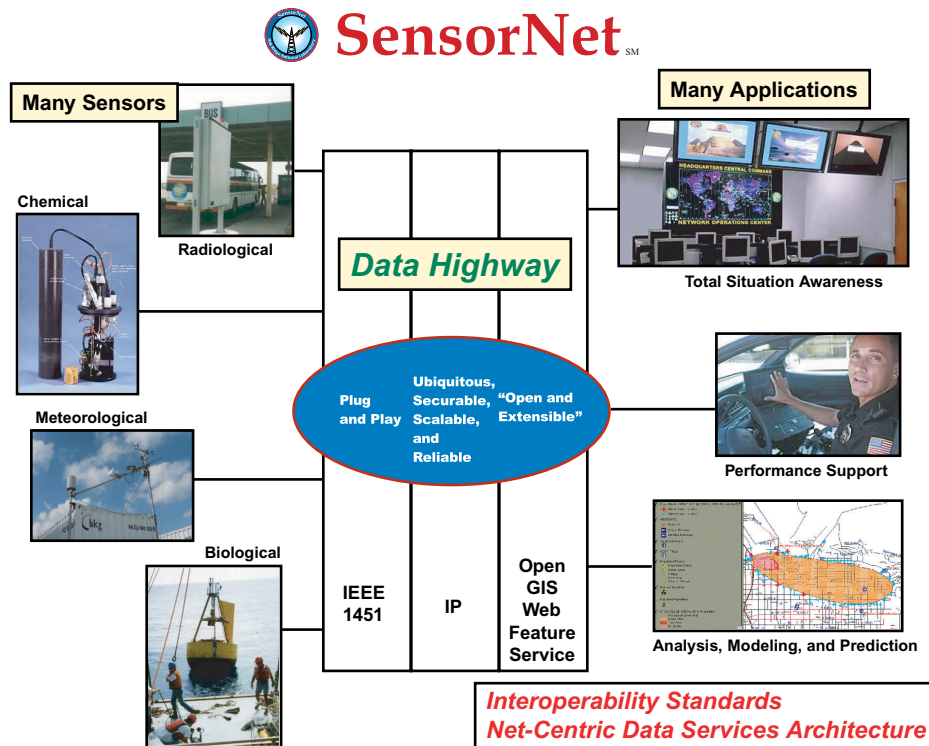 SensorNet
SensorNet SM
Many Sensors
Many Applications
BUS
Radiological
Chemical
Meteorological
Biological
Data Highway
Plug
and Play
Ubiquitous,
Securable,
Scalable,
and
Reliable
“Open and
Extensible”
IEEE
1451
IP
Open
GIS
Web
Feature
Service
HEADQUARTERS CENTRAL COMMAND
NETWORK OPERATIONS CENTER
Total Situation Awareness
Performance Support
Analysis, Modeling, and Prediction
Interoperability Standards
Net-Centric Data Services Architecture